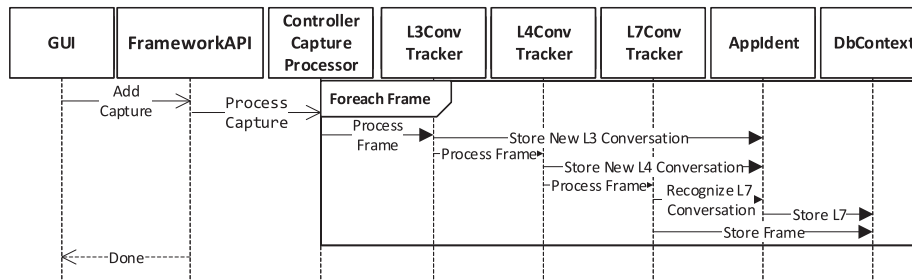 GUI
FrameworkAPI
Controller
Capture
Processor
L3Conv
Tracker
L4Conv
Tracker
L7Conv
Tracker
AppIdent
DbContext
Foreach Frame
Add
Capture
Process
Capture
Process
Frame
Store New L3 Conversation
Process Frame
Store New L4 Conversation
Process Frame
Recognize L7
Conversation
Store L7
Store Frame
Done